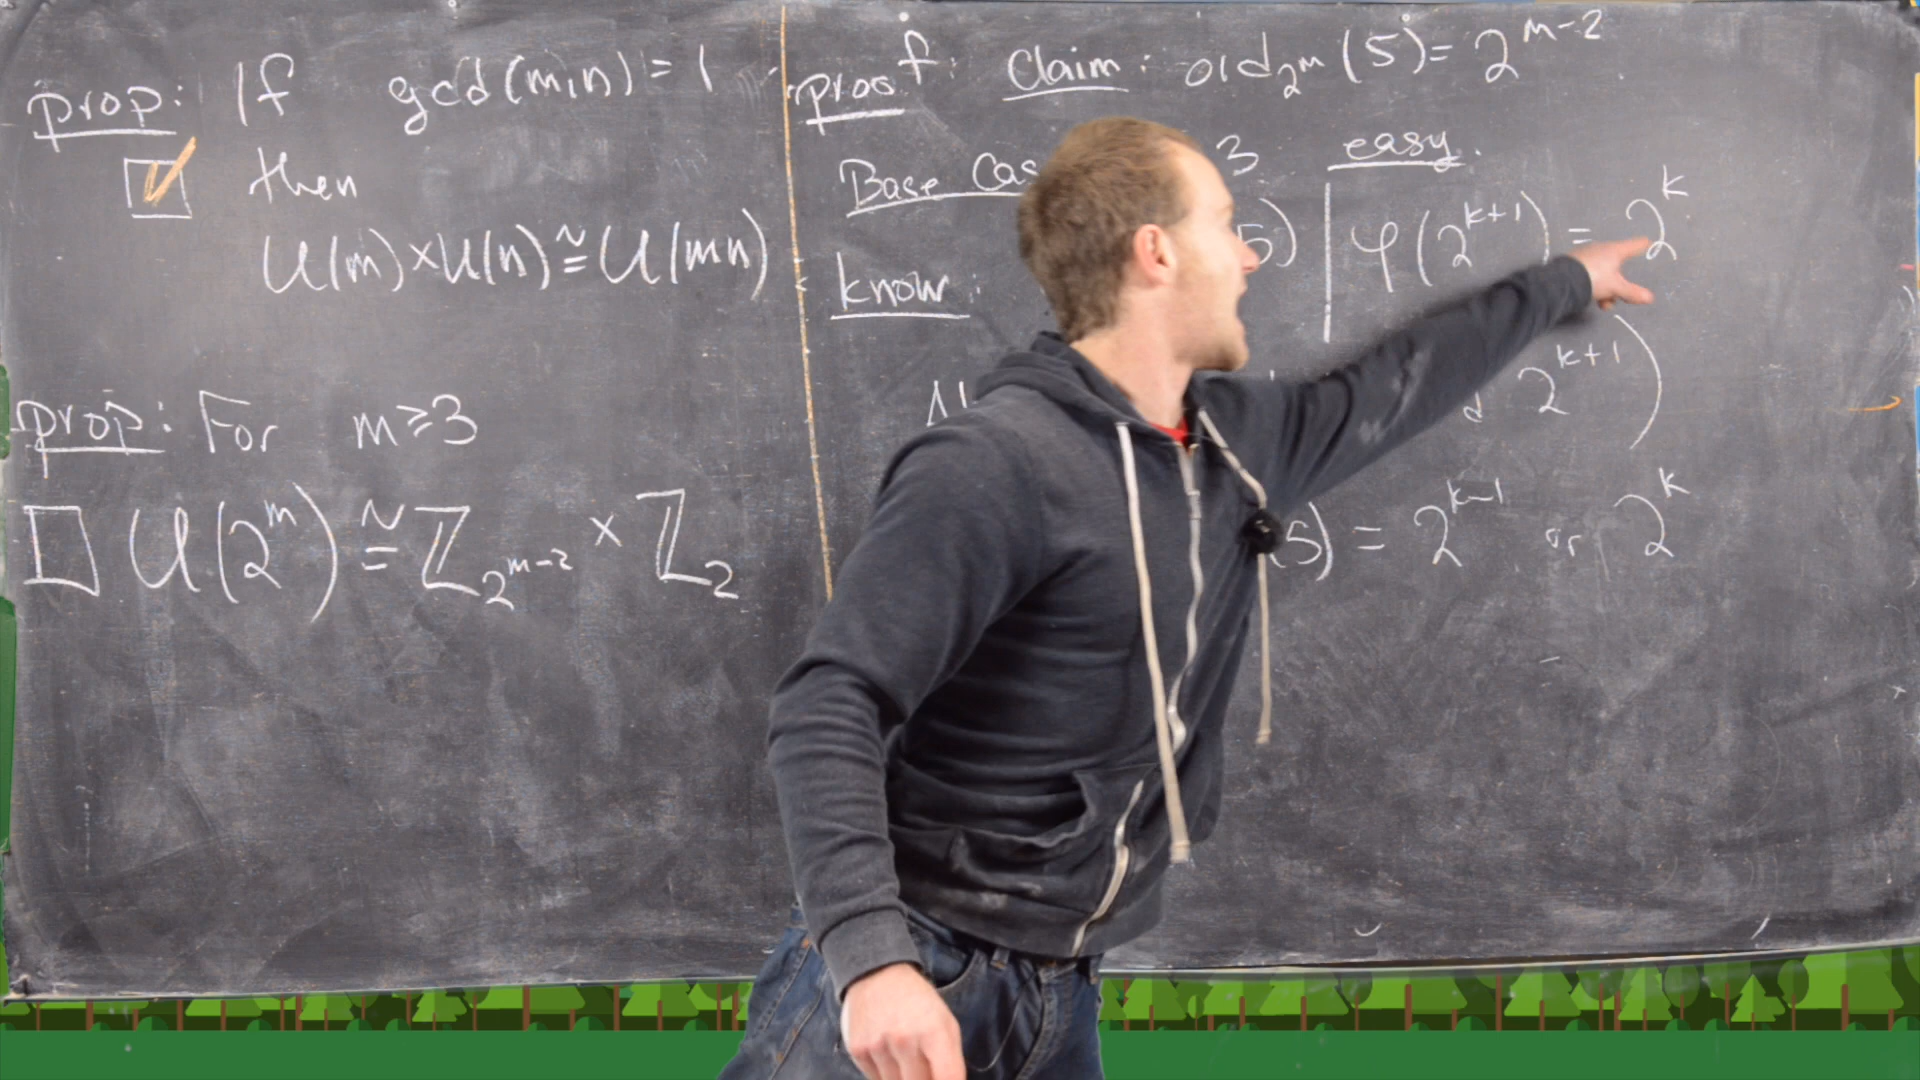 prop: If gcd(m,n)=1
then
U(m)×U(n)≅U(mn)
prop: For m≥3
U(2^m)≅ℤ_{2^{m-2}}×ℤ_2
proof: Claim: ord_{2^m}(5)=2^{m-2}
Base 3 easy.
know: 5) | φ(2^{k+1})=2^k
2^{k+1})
(5)=2^{k-1} or 2^k